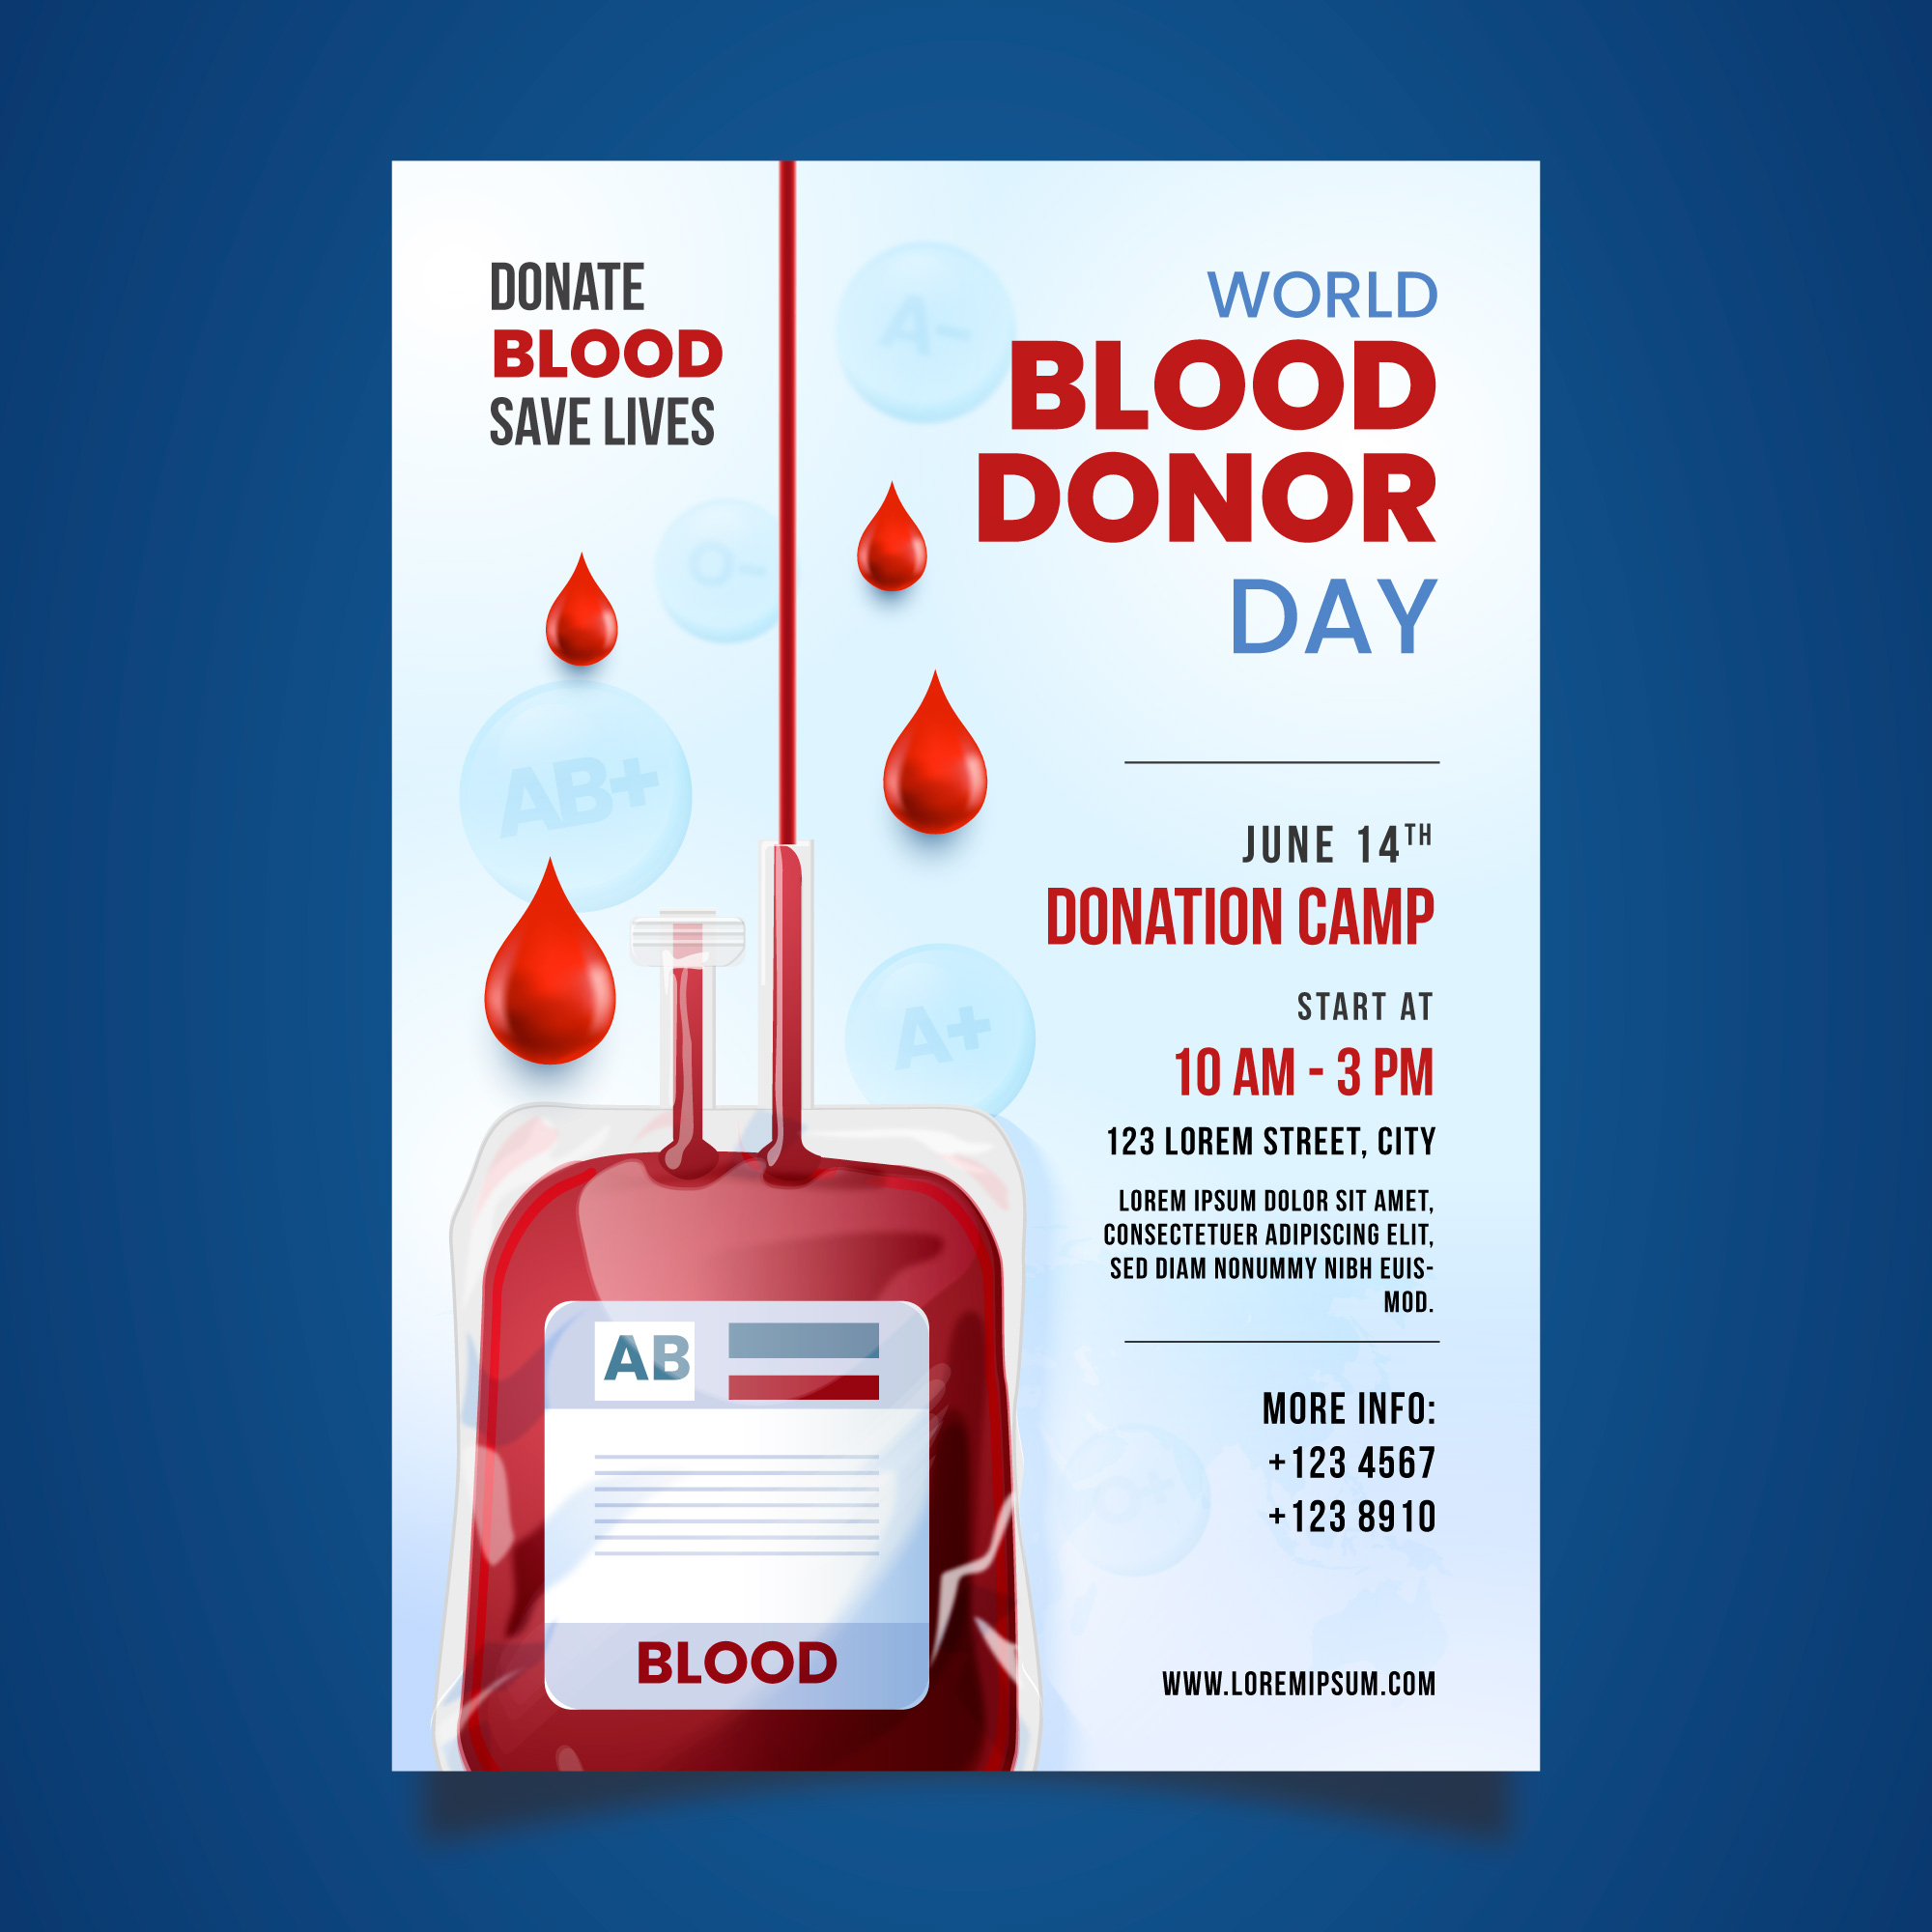 DONATE
BLOOD
SAVE LIVES
WORLD
BLOOD
DONOR
DAY
A-
O-
AB+
A+
JUNE 14TH
DONATION CAMP
START AT
10 AM - 3 PM
123 LOREM STREET, CITY
LOREM IPSUM DOLOR SIT AMET,
CONSECTETUER ADIPISCING ELIT,
SED DIAM NONUMMY NIBH EUIS-
MOD.
MORE INFO:
+123 4567
+123 8910
O+
WWW.LOREMIPSUM.COM
AB
BLOOD